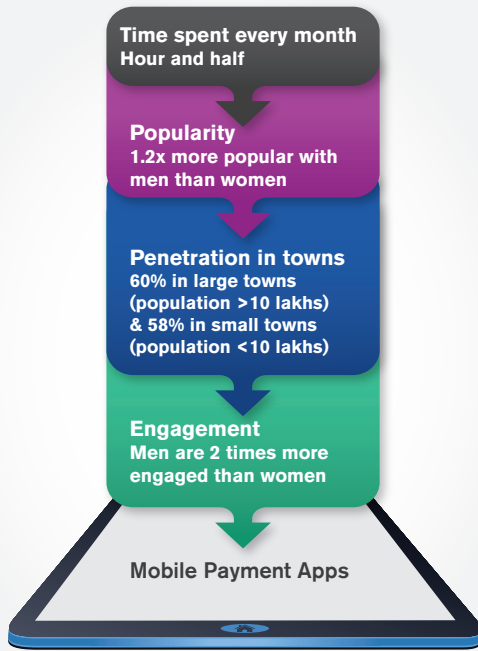 Time spent every month
Hour and half
Popularity
1.2x more popular with
men than women
Penetration in towns
60% in large towns
(population >10 lakhs)
& 58% in small towns
(population <10 lakhs)
Engagement
Men are 2 times more
engaged than women
Mobile Payment Apps